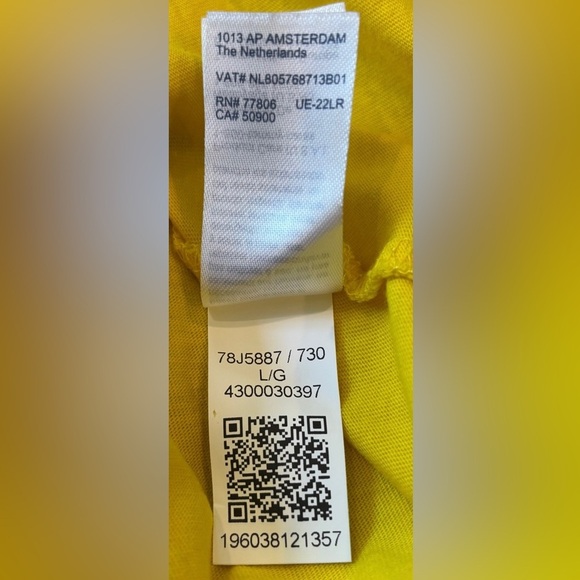 1013 AP AMSTERDAM
The Netherlands
VAT# NL805768713B01
RN# 77806 UE-22LR
CA# 50900
78J5887 / 730
L/G
4300030397
196038121357